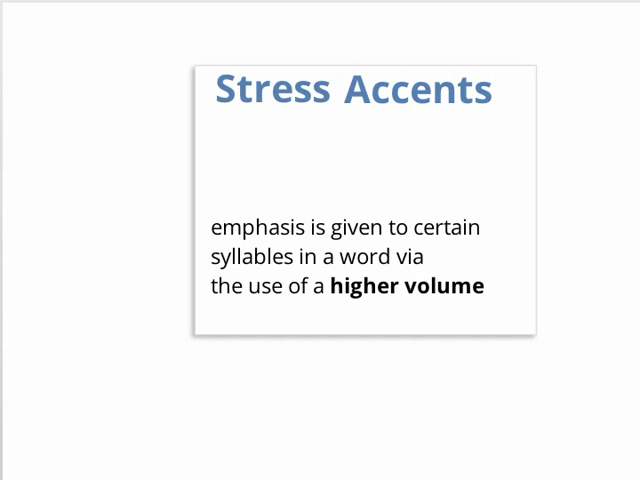 Stress Accents
emphasis is given to certain
syllables in a word via
the use of a higher volume